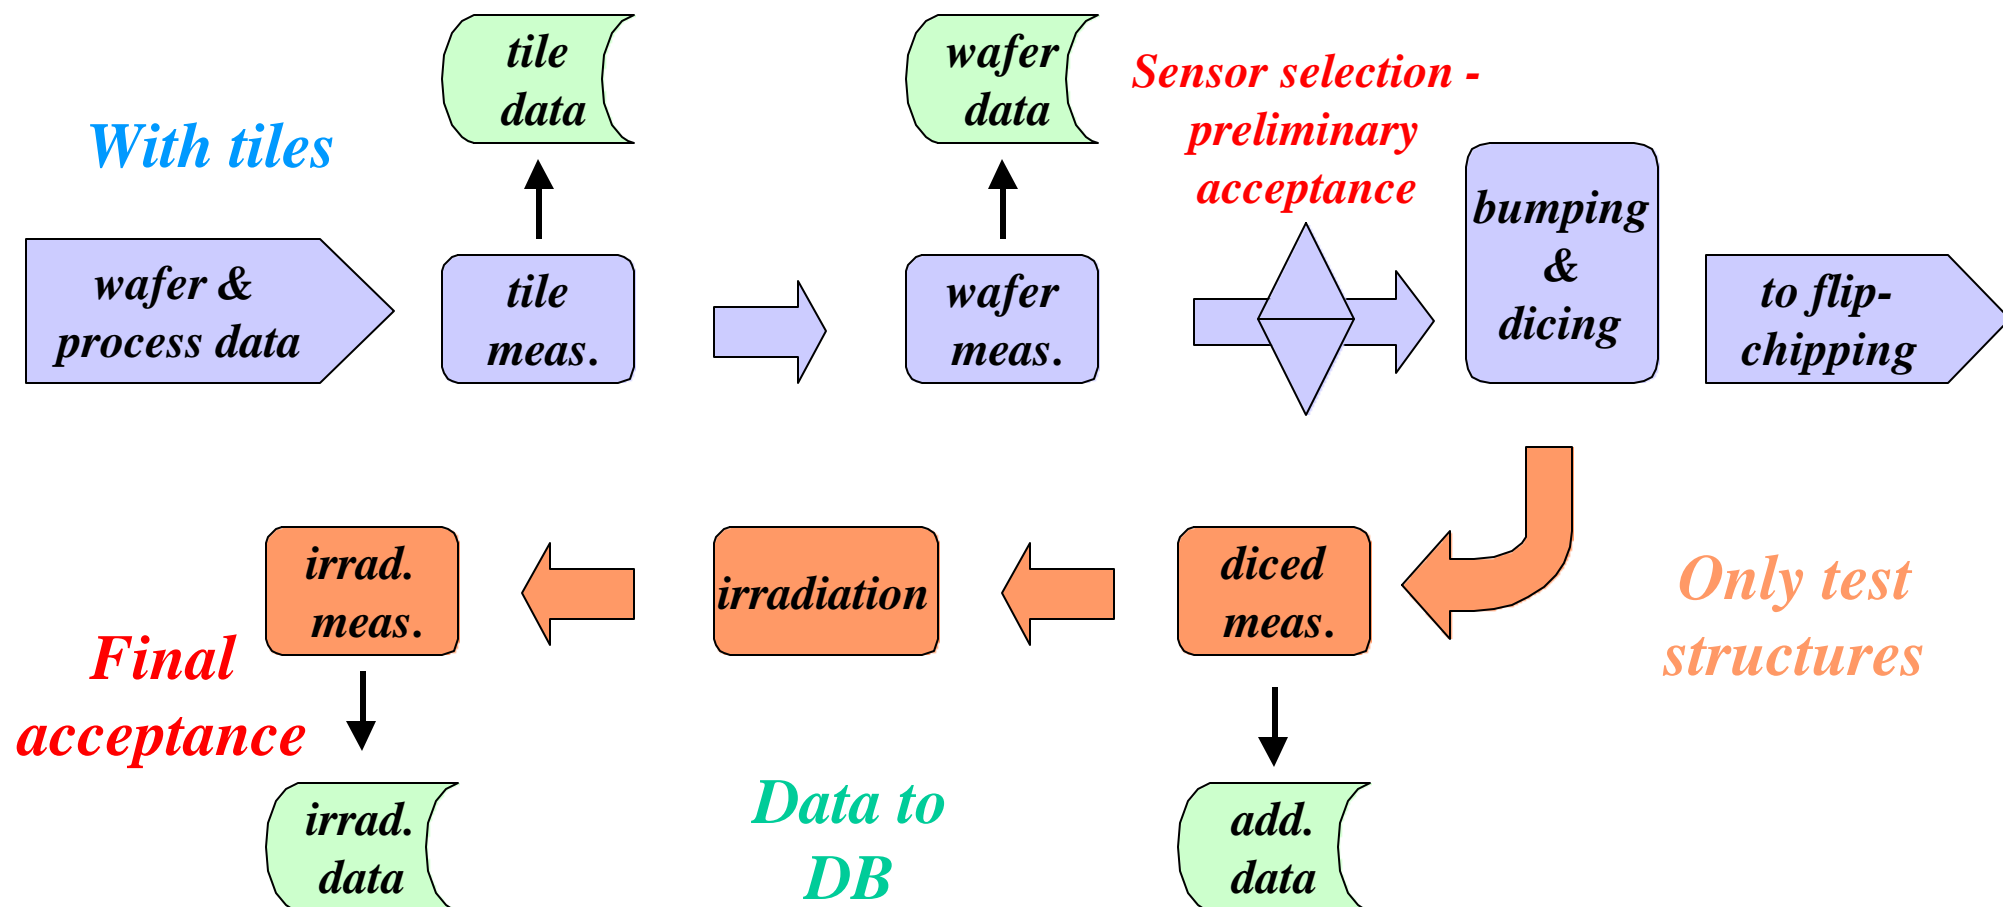 tile
data
wafer
data
Sensor selection -
preliminary
acceptance
With tiles
wafer &
process data
tile
meas.
wafer
meas.
bumping
&
dicing
to flip-
chipping
irrad.
meas.
irradiation
diced
meas.
Only test
structures
Final
acceptance
irrad.
data
Data to
DB
add.
data